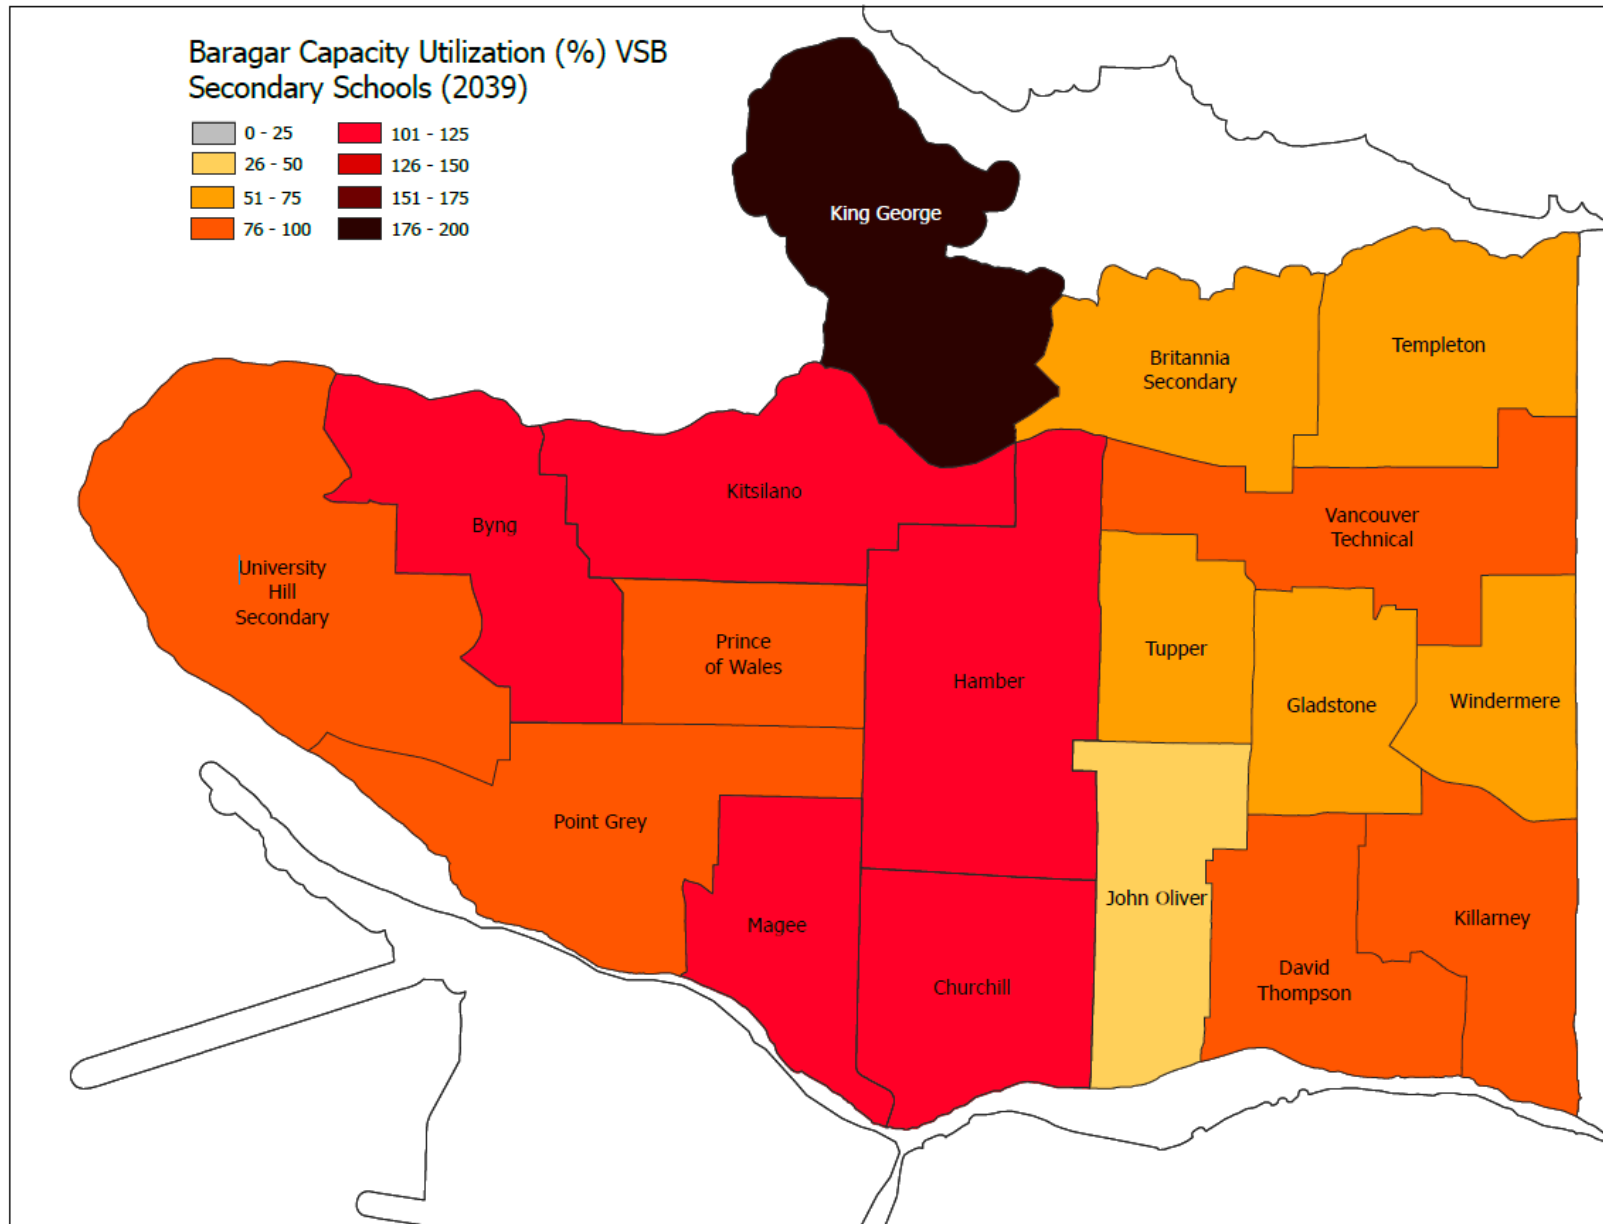 Baragar Capacity Utilization (%) VSB
Secondary Schools (2039)
0 - 25
101 - 125
26 - 50
126 - 150
51 - 75
151 - 175
76 - 100
176 - 200
King George
Templeton
Britannia
Secondary
Kitsilano
Vancouver
Technical
Byng
University
Hill
Secondary
Prince
of Wales
Tupper
Hamber
Gladstone
Windermere
Point Grey
John Oliver
Killarney
Magee
David
Thompson
Churchill